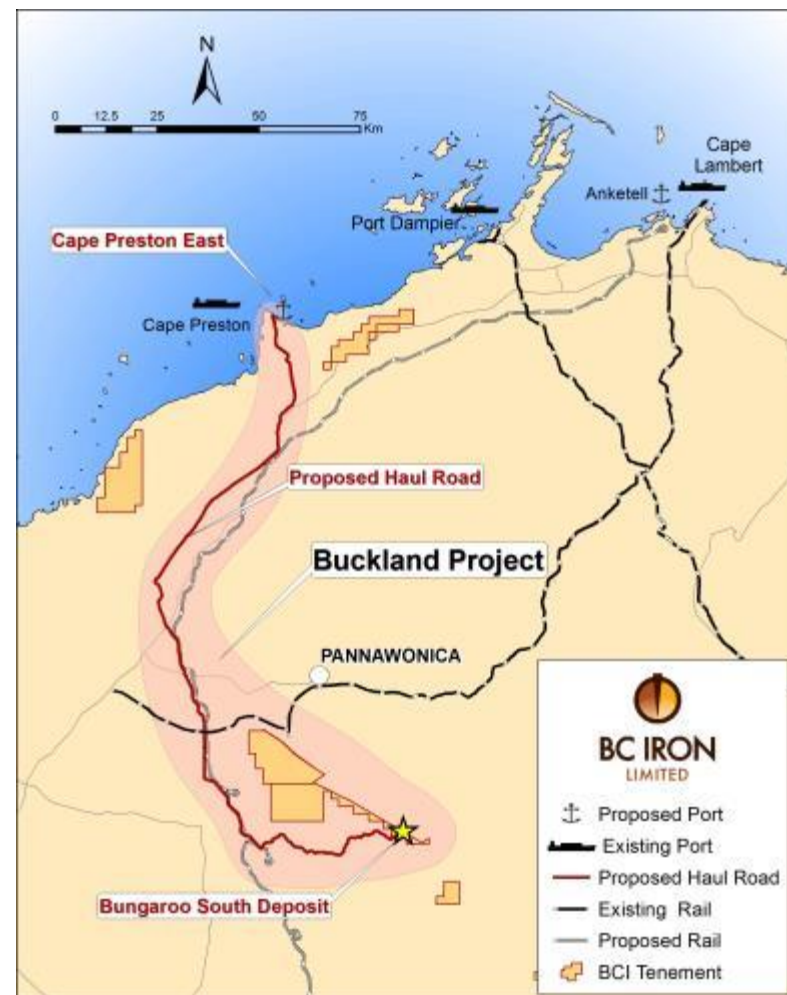 N
0 12.5 25 50 75
Km
Cape
Lambert
Anketell
Port Dampier
Cape Preston East
Cape Preston
Proposed Haul Road
Buckland Project
PANNAWONICA
Bungaroo South Deposit
BC IRON
LIMITED
Proposed Port
Existing Port
Proposed Haul Road
Existing Rail
Proposed Rail
BCI Tenement